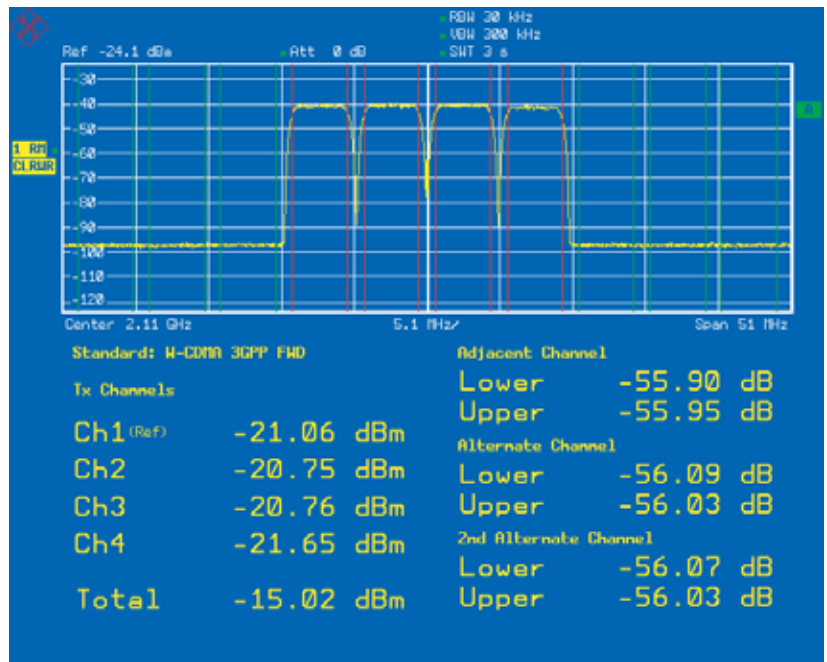 RBW 30 kHz
VBW 300 kHz
Ref -24.1 dBm Att 0 dB SWT 3 s
-30
-40
A
-50
1 RM
-60
CLRWR
-70
-80
-90
-100
-110
-120
Center 2.11 GHz 5.1 MHz/ Span 51 MHz
Standard: W-CDMA 3GPP FWD
Tx Channels
Ch1 (Ref) -21.06 dBm
Ch2 -20.75 dBm
Ch3 -20.76 dBm
Ch4 -21.65 dBm
Total -15.02 dBm
Adjacent Channel
Lower -55.90 dB
Upper -55.95 dB
Alternate Channel
Lower -56.09 dB
Upper -56.03 dB
2nd Alternate Channel
Lower -56.07 dB
Upper -56.03 dB